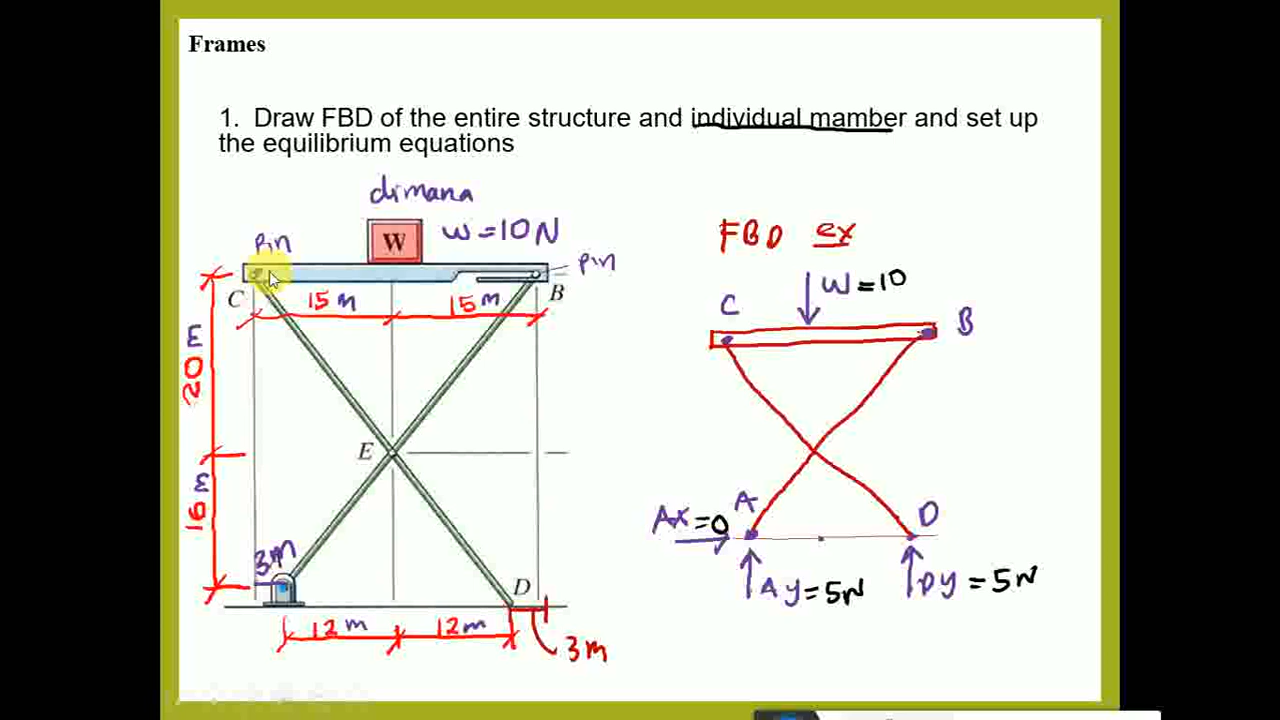 Frames
1. Draw FBD of the entire structure and individual mamber and set up
the equilibrium equations
dimana
W
W=10N
Pin
Pin
C
15 m
15 m
B
20 m
E
16 m
3m
D
12 m
12 m
3m
FBD ex
W=10
C
B
Ax=0
A
D
Ay=5N
Dy=5N